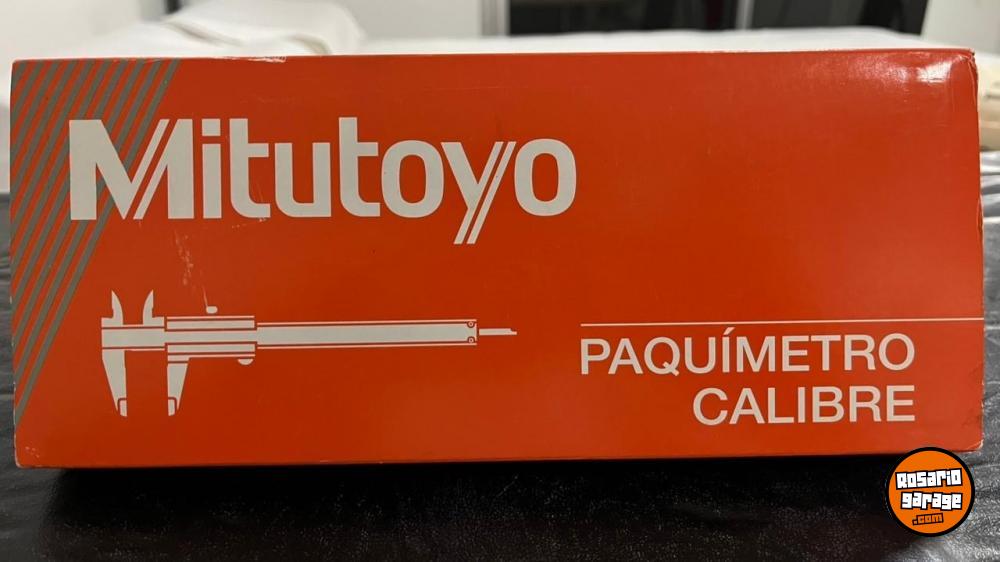 Mitutoyo
PAQUÍMETRO
CALIBRE
Rosario
garage
.com